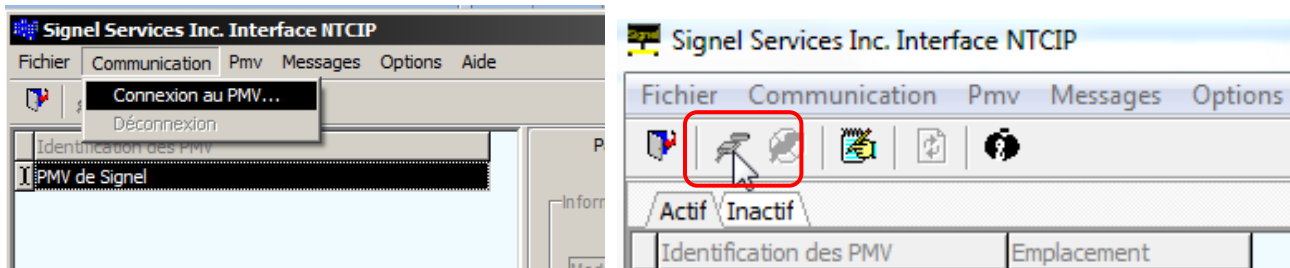 Signel Services Inc. Interface NTCIP
Fichier Communication Pmv Messages Options Aide
Connexion au PMV...
Déconnexion
Identification des PMV
PMV de Signel
Signel Services Inc. Interface NTCIP
Fichier Communication Pmv Messages Options
Actif Inactif
Identification des PMV Emplacement